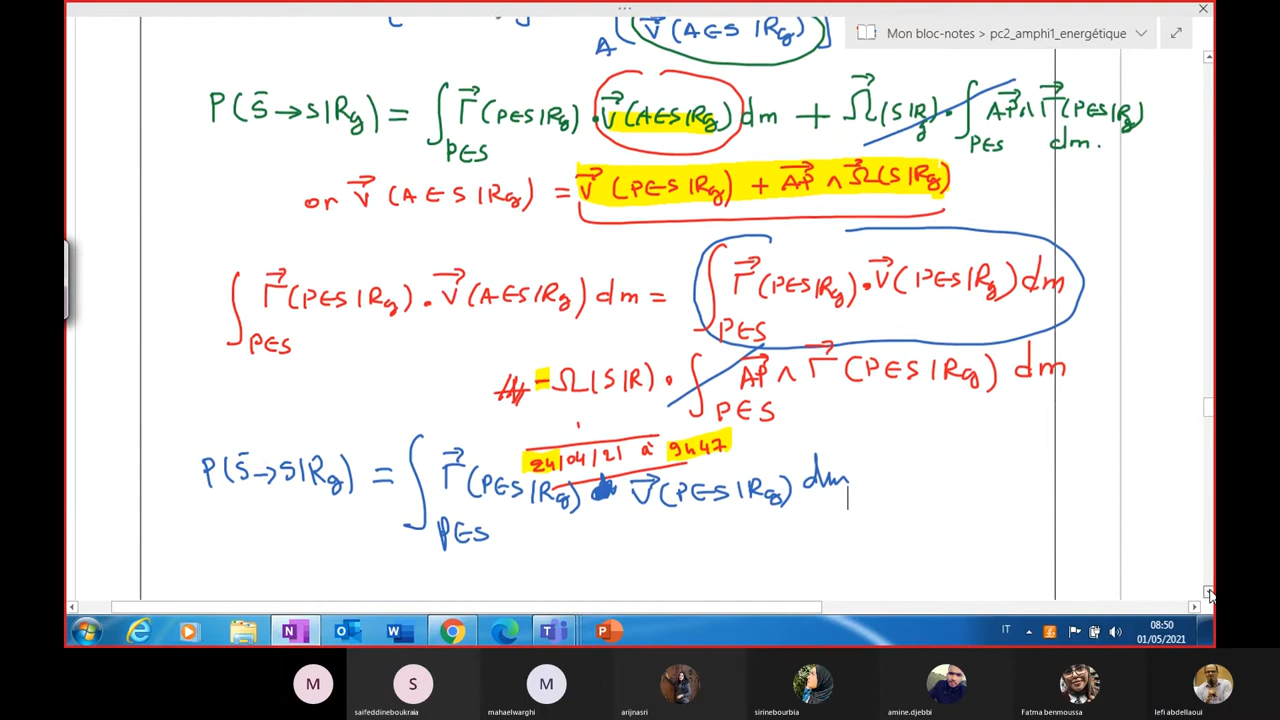 Mon bloc-notes > pc2_amphi1_energétique
A [ V⃗(A∈S|Rg) ]
P(S̄→S|Rg) = ∫ Γ⃗(P∈S|Rg) · V⃗(A∈S|Rg) dm + Ω⃗(S|Rg) · ∫ AP⃗ ∧ Γ⃗(P∈S|Rg)
P∈S P∈S dm.
or V⃗(A∈S|Rg) = V⃗(P∈S|Rg) + AP⃗ ∧ Ω⃗(S|Rg)
∫ Γ⃗(P∈S|Rg) · V⃗(A∈S|Rg) dm = ∫ Γ⃗(P∈S|Rg) · V⃗(P∈S|Rg) dm
P∈S P∈S
- Ω(S|R) · ∫ AP⃗ ∧ Γ⃗(P∈S|Rg) dm
P∈S
24/04/21 à 9h47
P(S̄→S|Rg) = ∫ Γ⃗(P∈S|Rg) V⃗(P∈S|Rg) dm
P∈S
IT 08:50
01/05/2021
M S M
saifeddineboukraia mahaelwarghi arijnasri sirinebourbia amine.djebbi Fatma benmoussa lefi abdellaoui